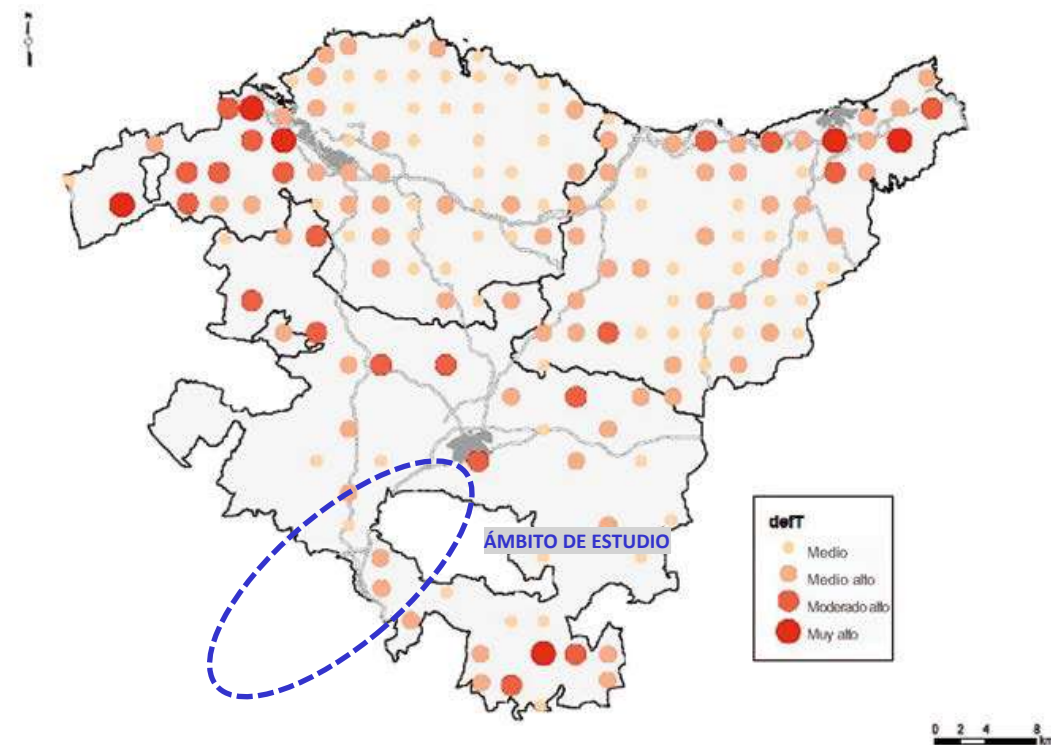 N
ÁMBITO DE ESTUDIO
defT
Medio
Medio alto
Moderado alto
Muy alto
0 2 4 8
km